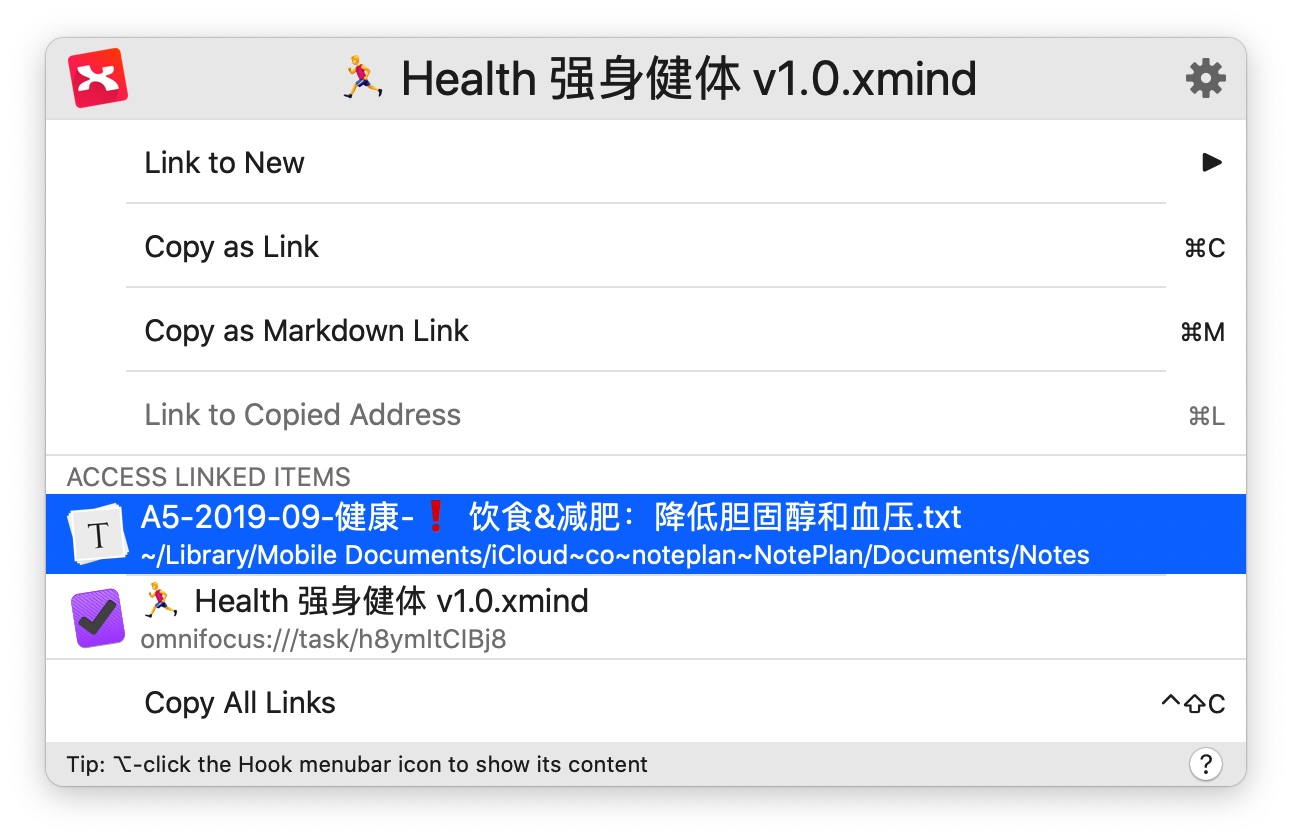 🏃 Health 强身健体 v1.0.xmind
Link to New ▶
Copy as Link ⌘C
Copy as Markdown Link ⌘M
Link to Copied Address ⌘L
ACCESS LINKED ITEMS
T
A5-2019-09-健康-❗ 饮食&减肥：降低胆固醇和血压.txt
~/Library/Mobile Documents/iCloud~co~noteplan~NotePlan/Documents/Notes
🏃 Health 强身健体 v1.0.xmind
omnifocus:///task/h8ymItCIBj8
Copy All Links ^⇧C
Tip: ⌥-click the Hook menubar icon to show its content ?